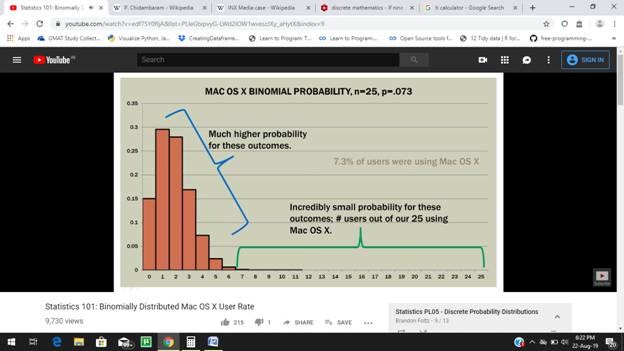 Statistics 101: Binomially D
P. Chidambaram - Wikipedia
INX Media case - Wikipedia
discrete mathematics - If nine
ti calculator - Google Search
youtube.com/watch?v=edf7SY0fIjA&list=PLIeGtxpvyG-LWd2IOW1wveszIXy_aHytX&index=9
Apps
GMAT Study Collect...
Visualize Python, Ja...
CreatingDataframe...
Learn to Program: T...
Learn to Program:...
Open Source tools f...
12 Tidy data | R for...
free-programming-...
YouTube
Search
SIGN IN
MAC OS X BINOMIAL PROBABILITY, n=25, p=.073
0.35
0.3
0.25
0.2
0.15
0.1
0.05
0
Much higher probability
for these outcomes.
7.3% of users were using Mac OS X
Incredibly small probability for these
outcomes; # users out of our 25 using
Mac OS X.
0 1 2 3 4 5 6 7 8 9 10 11 12 13 14 15 16 17 18 19 20 21 22 23 24 25
Subscribe
Statistics 101: Binomially Distributed Mac OS X User Rate
9,730 views
215
1
SHARE
SAVE
Statistics PL05 - Discrete Probability Distributions
Brandon Foltz - 9 / 13
99+
6:22 PM
22-Aug-19
20